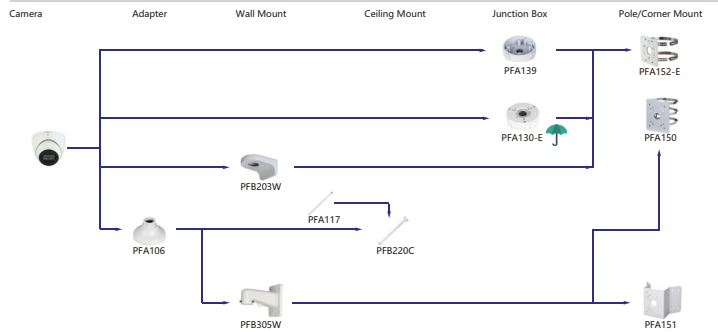 Camera Adapter Wall Mount Ceiling Mount Junction Box Pole/Corner Mount
PFA139
PFA152-E
PFA130-E
PFA150
PFB203W
PFA117
PFA106
PFB220C
PFB305W
PFA151